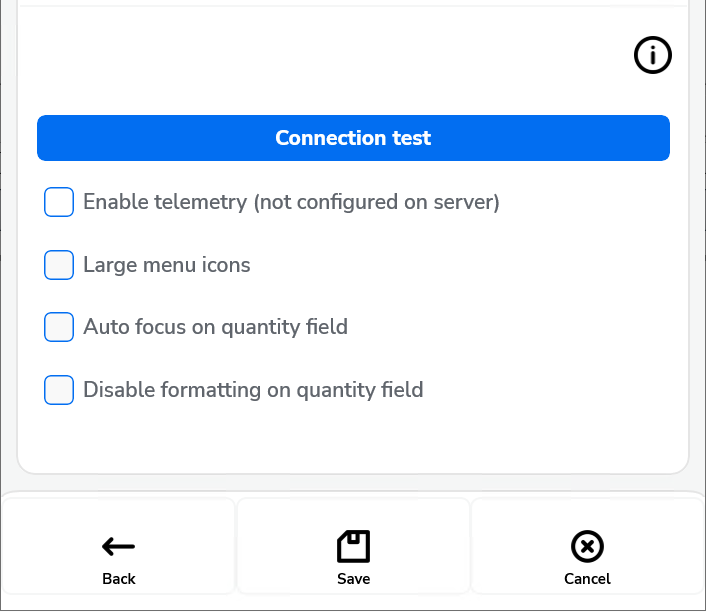 Connection test
Enable telemetry (not configured on server)
Large menu icons
Auto focus on quantity field
Disable formatting on quantity field
Back
Save
Cancel